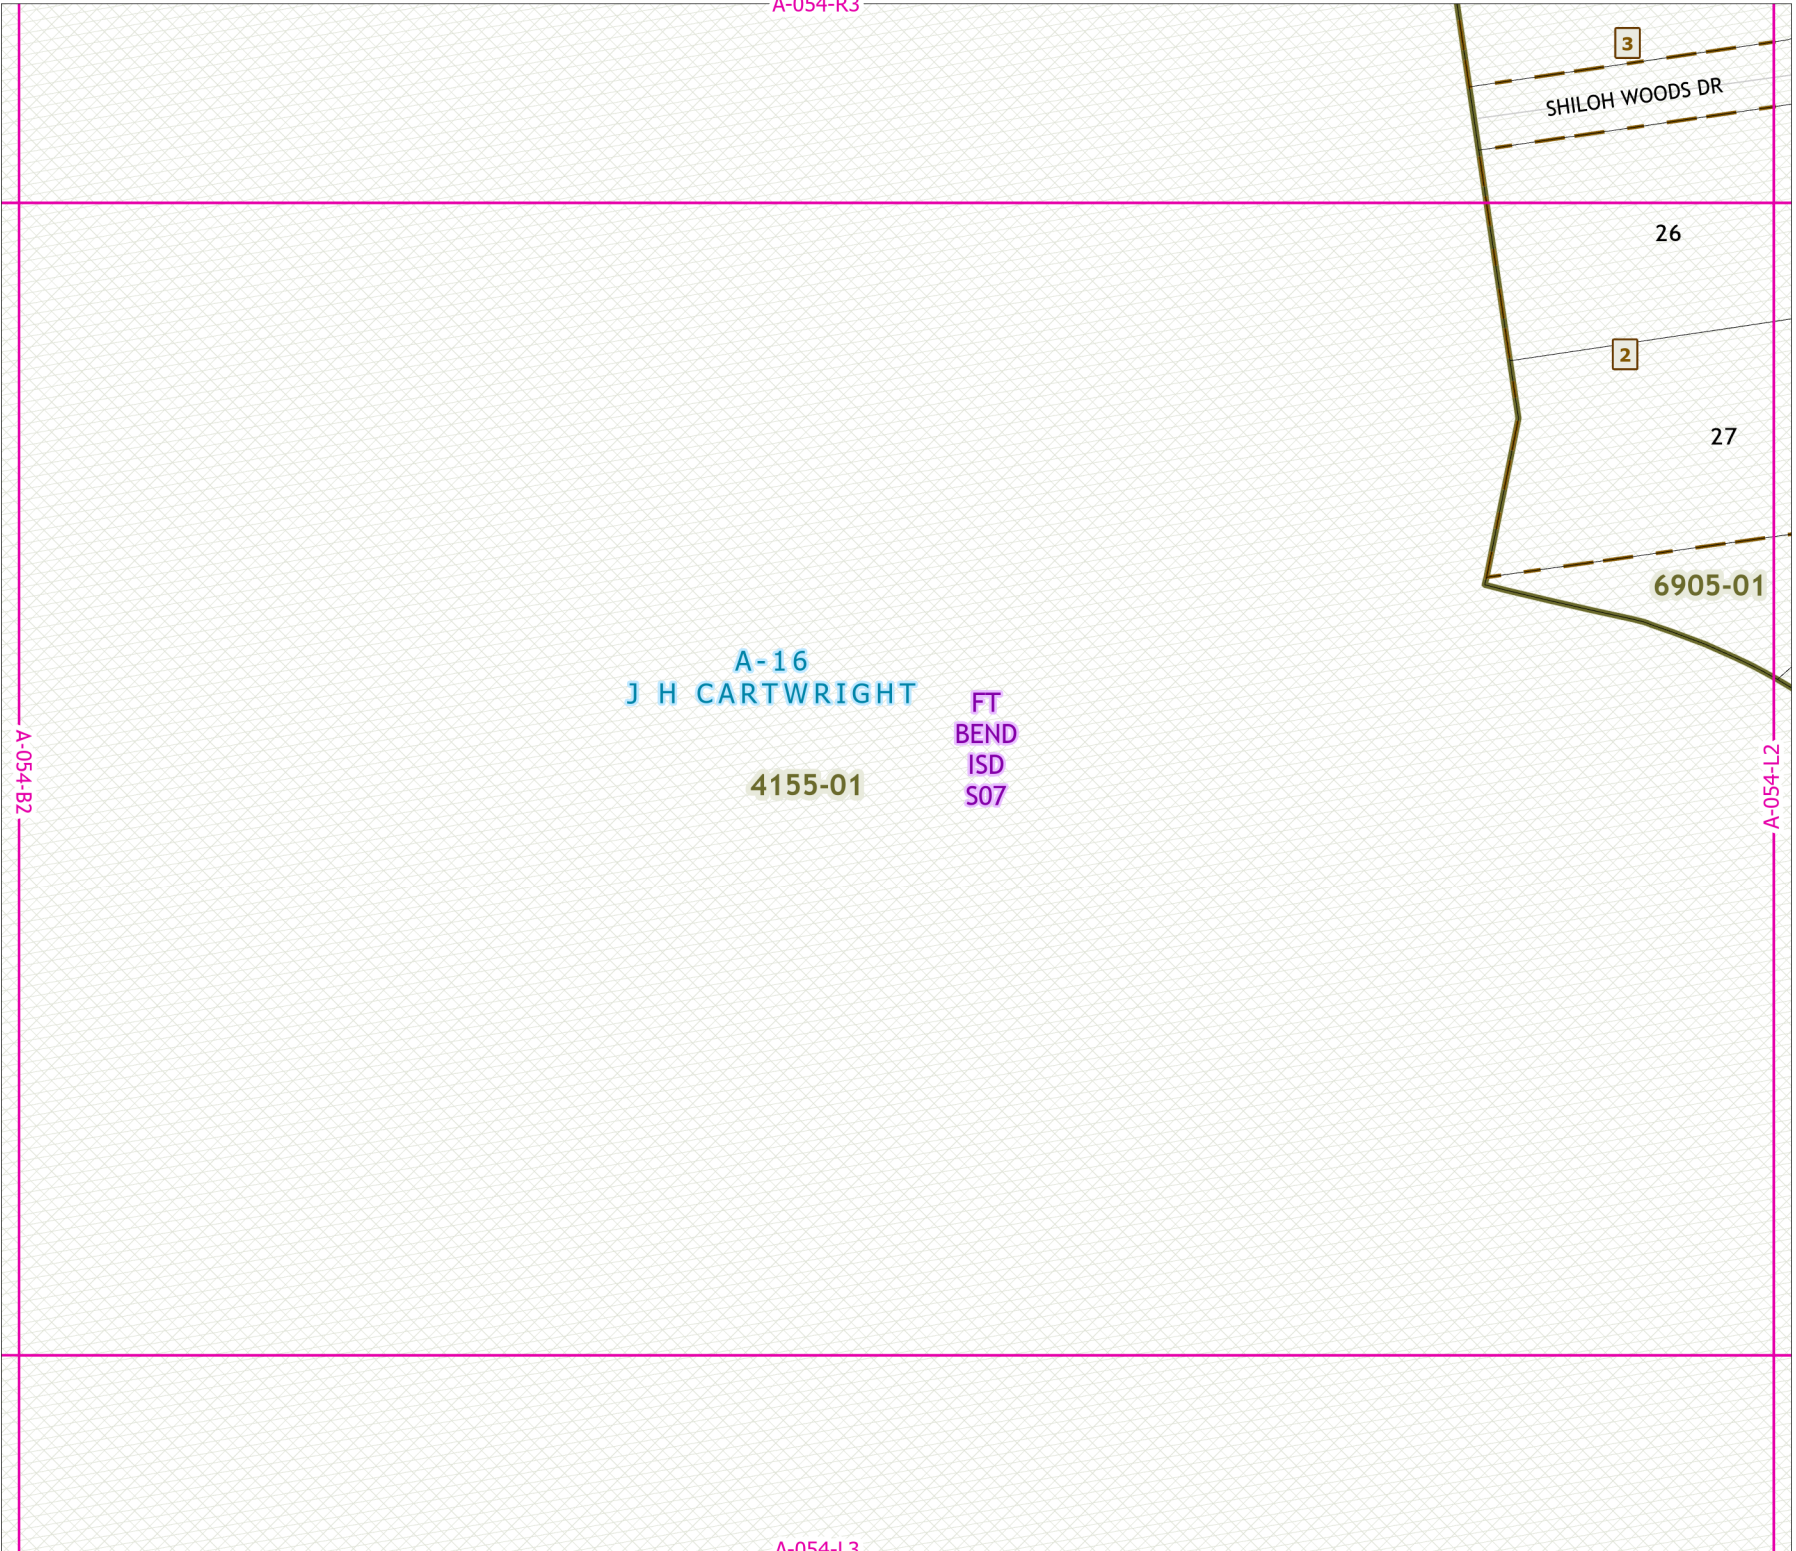 A-054-R3
3
SHILOH WOODS DR
26
2
27
6905-01
A-16
J H CARTWRIGHT
FT
BEND
ISD
S07
4155-01
A-054-B2
A-054-L2
A-054-L3